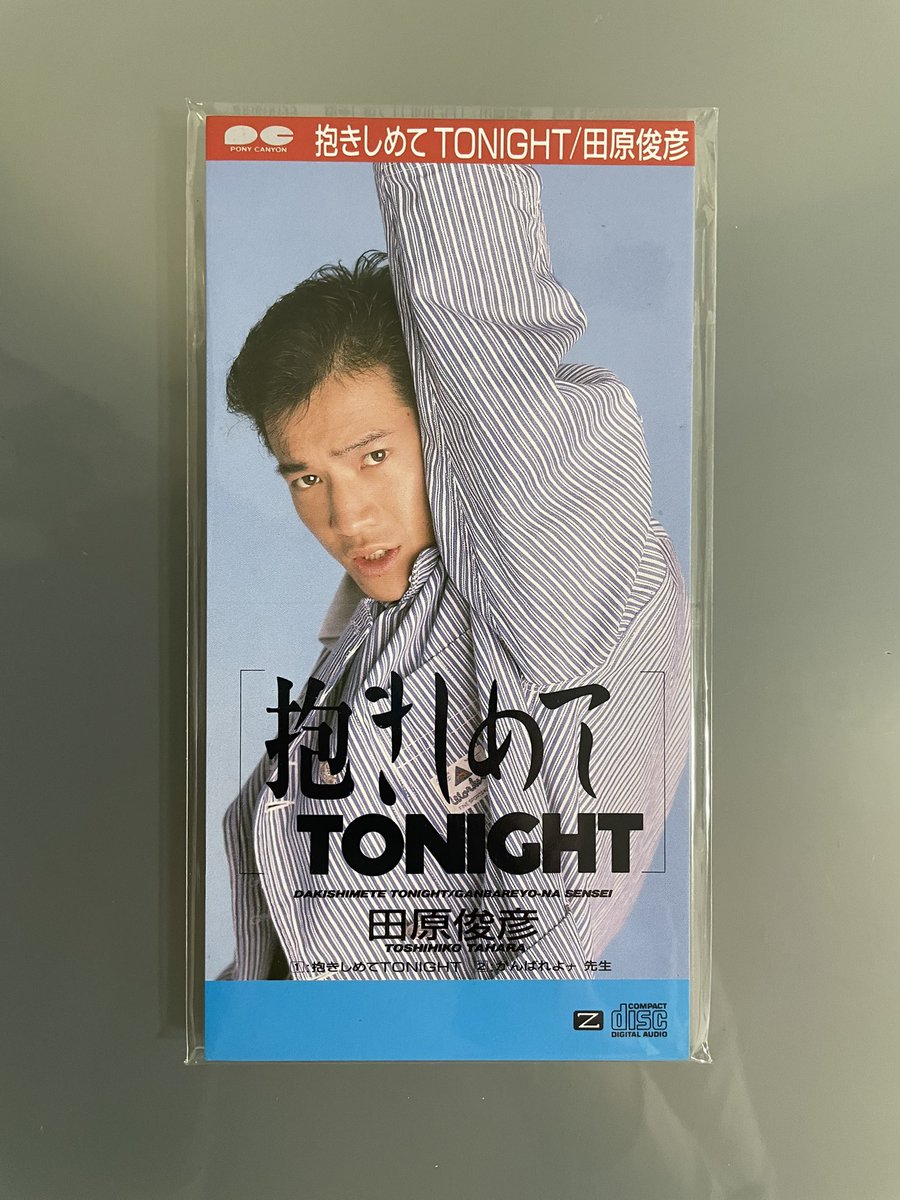 PC
PONY CANYON
抱きしめて TONIGHT/田原俊彦
抱きしめて
TONIGHT
DAKISHIMETE TONIGHT/GANBAREYO-NA SENSEI
田原俊彦
TOSHIHIKO TAHARA
1.抱きしめてTONIGHT 2.がんばれよナ 先生
Z
COMPACT
disc
DIGITAL AUDIO